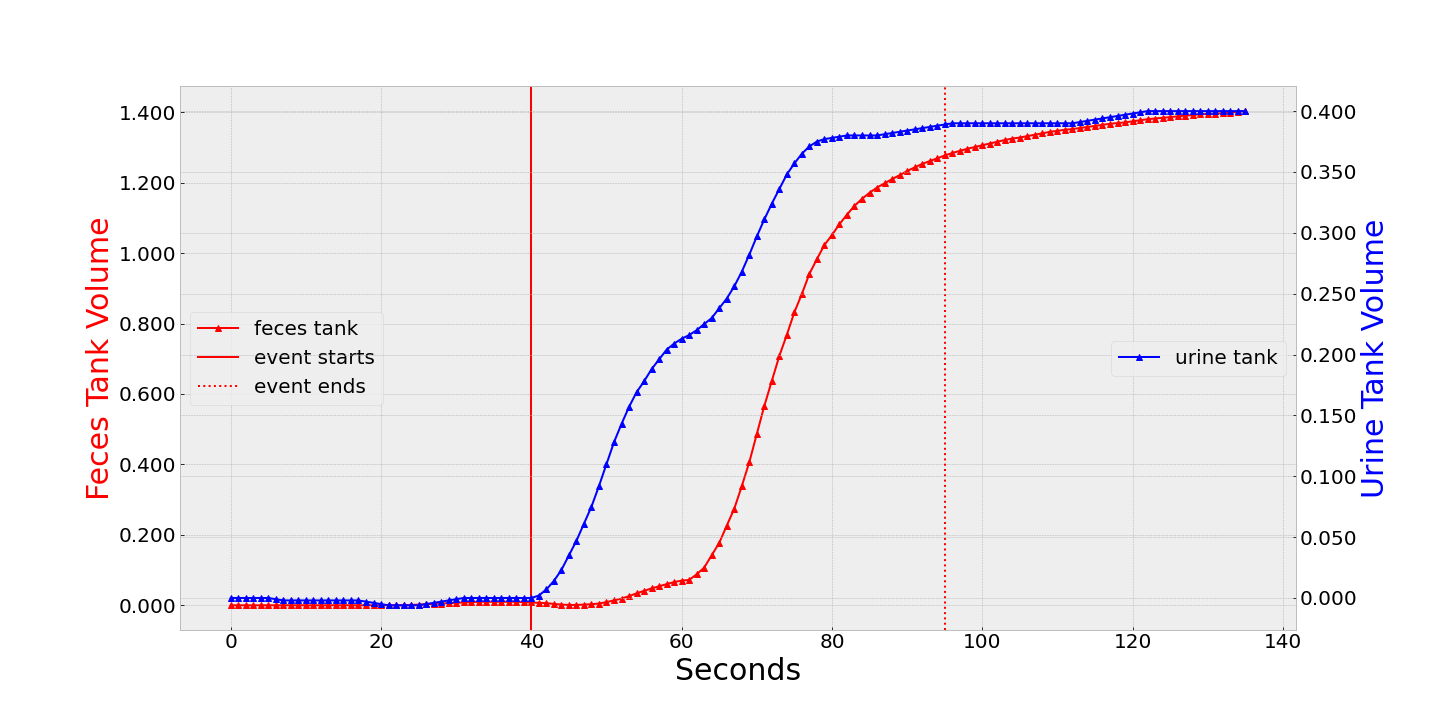 1.400
1.200
1.000
0.800
0.600
0.400
0.200
0.000
Feces Tank Volume
feces tank
event starts
event ends
urine tank
0.400
0.350
0.300
0.250
0.200
0.150
0.100
0.050
0.000
Urine Tank Volume
0 20 40 60 80 100 120 140
Seconds